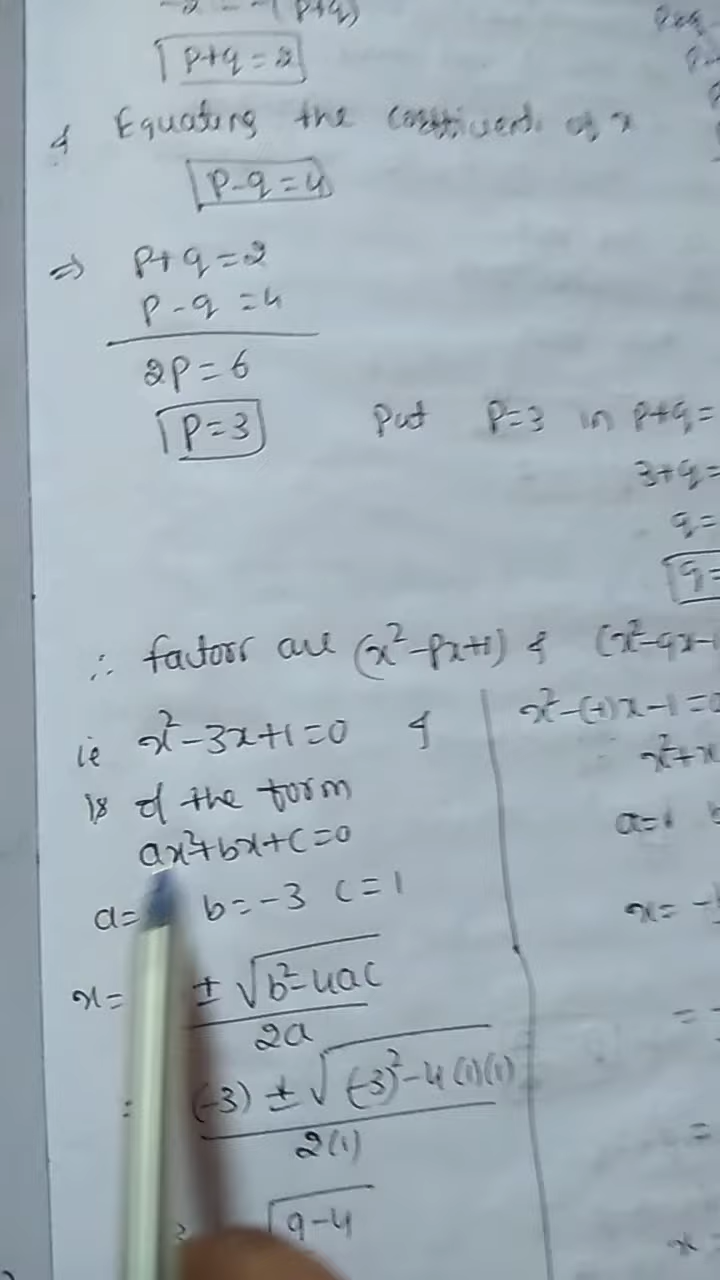 P+q)
P+q=2
& Equating the coefficient of x
P-q=4
⇒ P+q=2
P-q=4
2P=6
P=3 Put P=3 in P+q=
3+q=
q=
q=
∴ factors are (x²-Px+1) & (x²-qx-1
ie x²-3x+1=0 &
is of the form
ax²+bx+c=0
a= b=-3 c=1
x= ± √b²-4ac
2a
= (-3) ± √(-3)²-4(1)(1)
2(1)
√9-4
x²-(-)x-1=0
x²+x
a=1
x= -
=
=
x